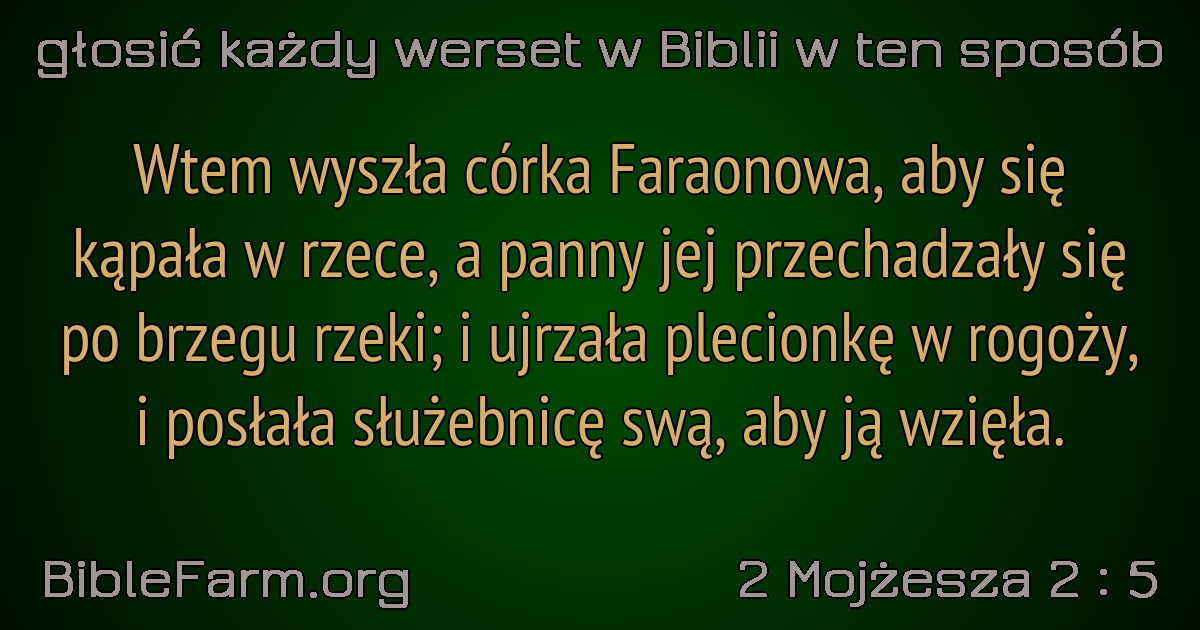 głosić każdy werset w Biblii w ten sposób
Wtem wyszła córka Faraonowa, aby się
kąpała w rzece, a panny jej przechadzały się
po brzegu rzeki; i ujrzała plecionkę w rogoży,
i posłała służebnicę swą, aby ją wzięła.
BibleFarm.org
2 Mojżesza 2 : 5